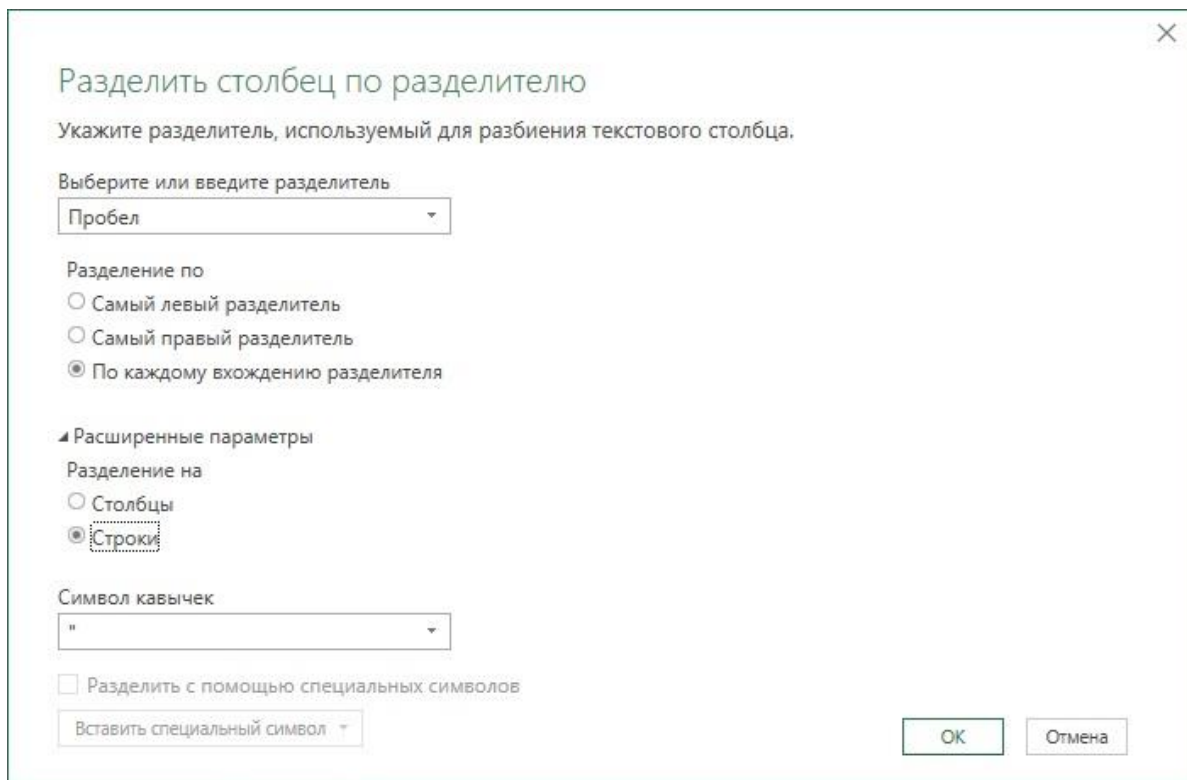 Разделить столбец по разделителю
Укажите разделитель, используемый для разбиения текстового столбца.
Выберите или введите разделитель
Пробел
Разделение по
Самый левый разделитель
Самый правый разделитель
По каждому вхождению разделителя
Расширенные параметры
Разделение на
Столбцы
Строки
Символ кавычек
"
Разделить с помощью специальных символов
Вставить специальный символ
ОК Отмена